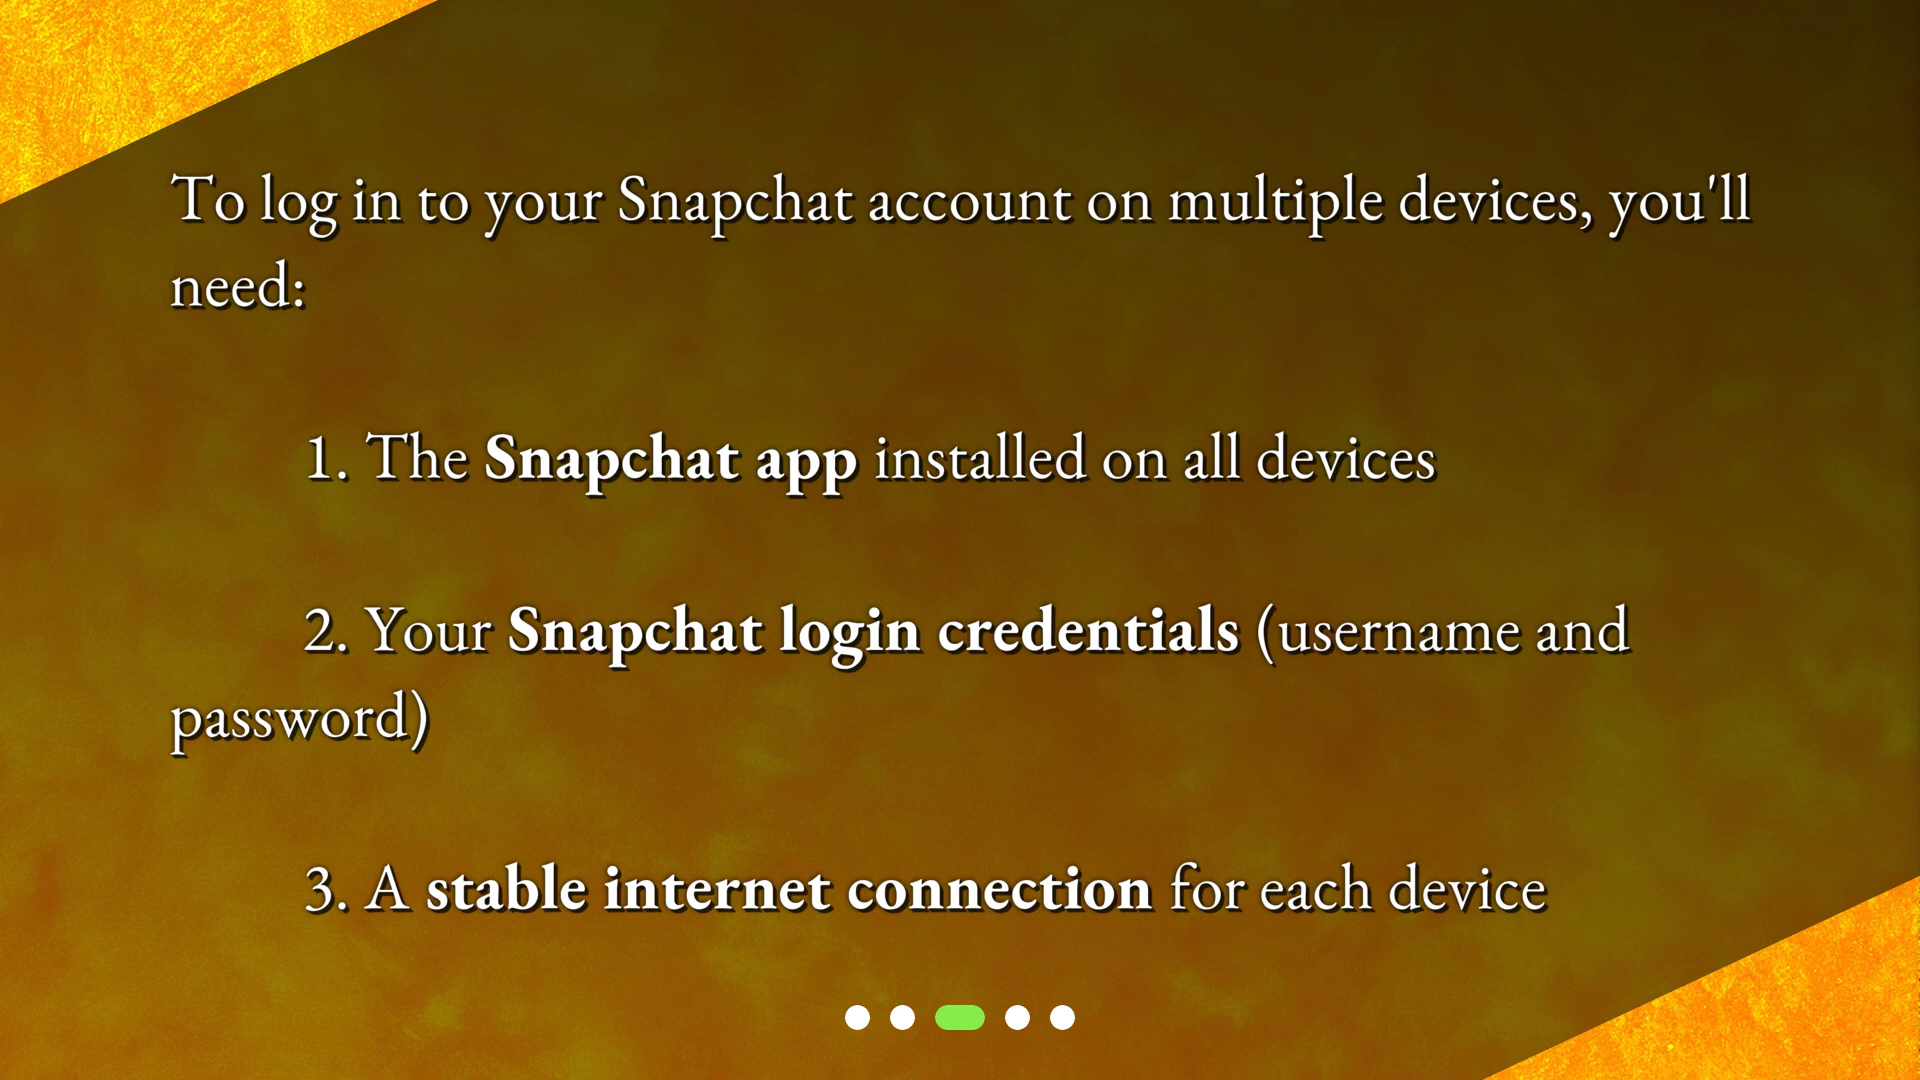 To log in to your Snapchat account on multiple devices, you'll
need:
1. The Snapchat app installed on all devices
2. Your Snapchat login credentials (username and
password)
3. A stable internet connection for each device